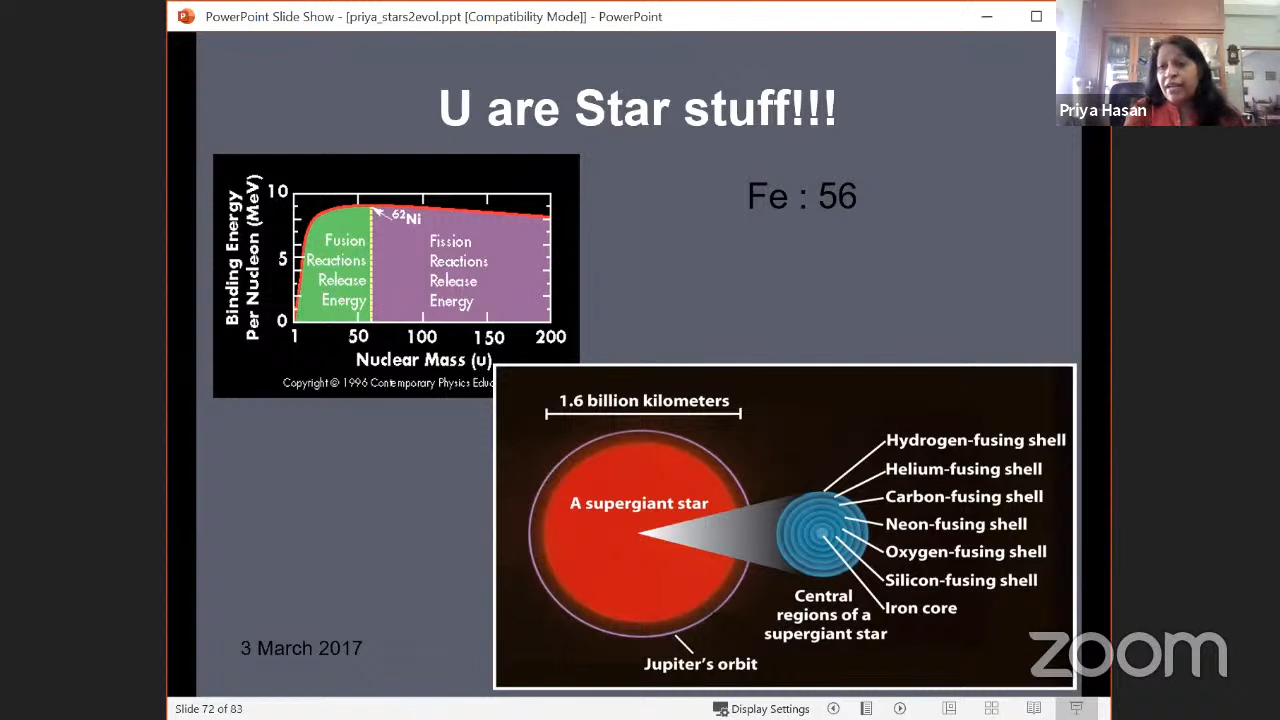 PowerPoint Slide Show - [priya_stars2evol.ppt [Compatibility Mode]] - PowerPoint
Priya Hasan
U are Star stuff!!!
Fe : 56
Binding Energy
Per Nucleon (MeV)
10
5
0
62Ni
Fusion
Reactions
Release
Energy
Fission
Reactions
Release
Energy
1 50 100 150 200
Nuclear Mass (u)
Copyright © 1996 Contemporary Physics Educ
1.6 billion kilometers
A supergiant star
Jupiter's orbit
Hydrogen-fusing shell
Helium-fusing shell
Carbon-fusing shell
Neon-fusing shell
Oxygen-fusing shell
Silicon-fusing shell
Iron core
Central
regions of a
supergiant star
3 March 2017
zoom
Slide 72 of 83
Display Settings